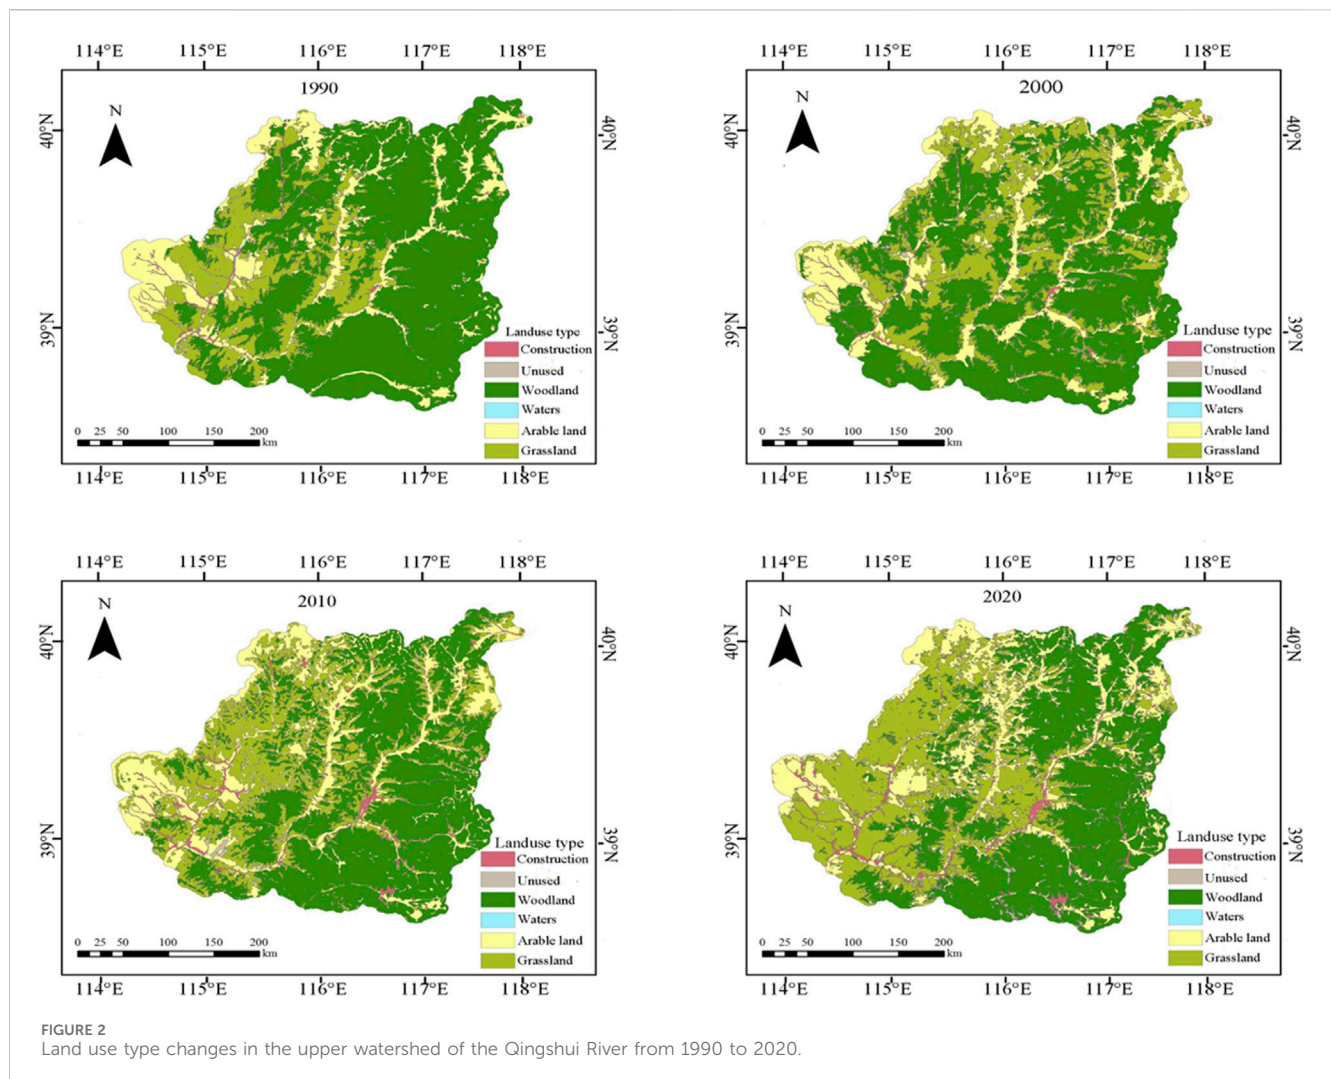 114°E 115°E 116°E 117°E 118°E
1990
N
40°N
40°N
39°N
39°N
Landuse type
Construction
Unused
Woodland
Waters
Arable land
Grassland
0 25 50 100 150 200
km
114°E 115°E 116°E 117°E 118°E
114°E 115°E 116°E 117°E 118°E
2000
N
40°N
40°N
39°N
39°N
Landuse type
Construction
Unused
Woodland
Waters
Arable land
Grassland
0 25 50 100 150 200
km
114°E 115°E 116°E 117°E 118°E
114°E 115°E 116°E 117°E 118°E
2010
N
40°N
40°N
39°N
39°N
Landuse type
Construction
Unused
Woodland
Waters
Arable land
Grassland
0 25 50 100 150 200
km
114°E 115°E 116°E 117°E 118°E
114°E 115°E 116°E 117°E 118°E
2020
N
40°N
40°N
39°N
39°N
Landuse type
Construction
Unused
Woodland
Waters
Arable land
Grassland
0 25 50 100 150 200
km
114°E 115°E 116°E 117°E 118°E
FIGURE 2
Land use type changes in the upper watershed of the Qingshui River from 1990 to 2020.